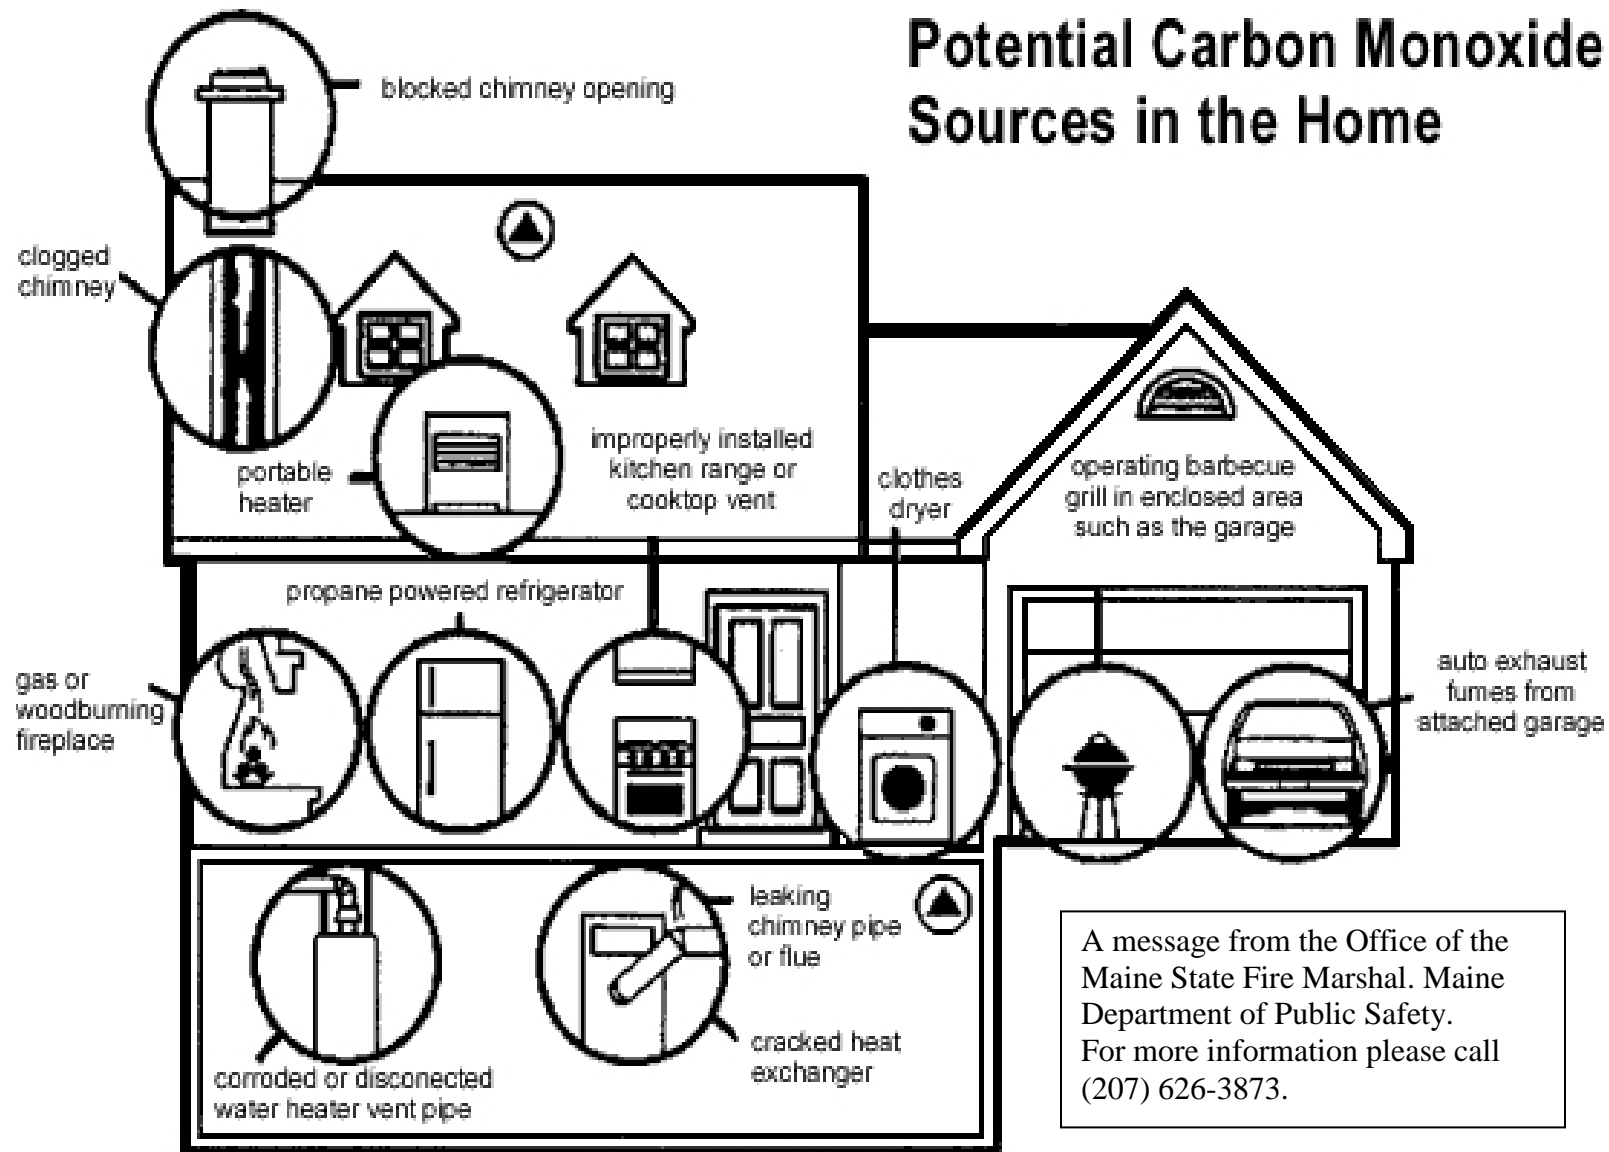 Potential Carbon Monoxide
Sources in the Home
blocked chimney opening
clogged
chimney
portable
heater
improperly installed
kitchen range or
cooktop vent
clothes
dryer
operating barbecue
grill in enclosed area
such as the garage
propane powered refrigerator
gas or
woodburning
fireplace
auto exhaust
fumes from
attached garage
leaking
chimney pipe
or flue
cracked heat
exchanger
corroded or disconected
water heater vent pipe
A message from the Office of the
Maine State Fire Marshal. Maine
Department of Public Safety.
For more information please call
(207) 626-3873.